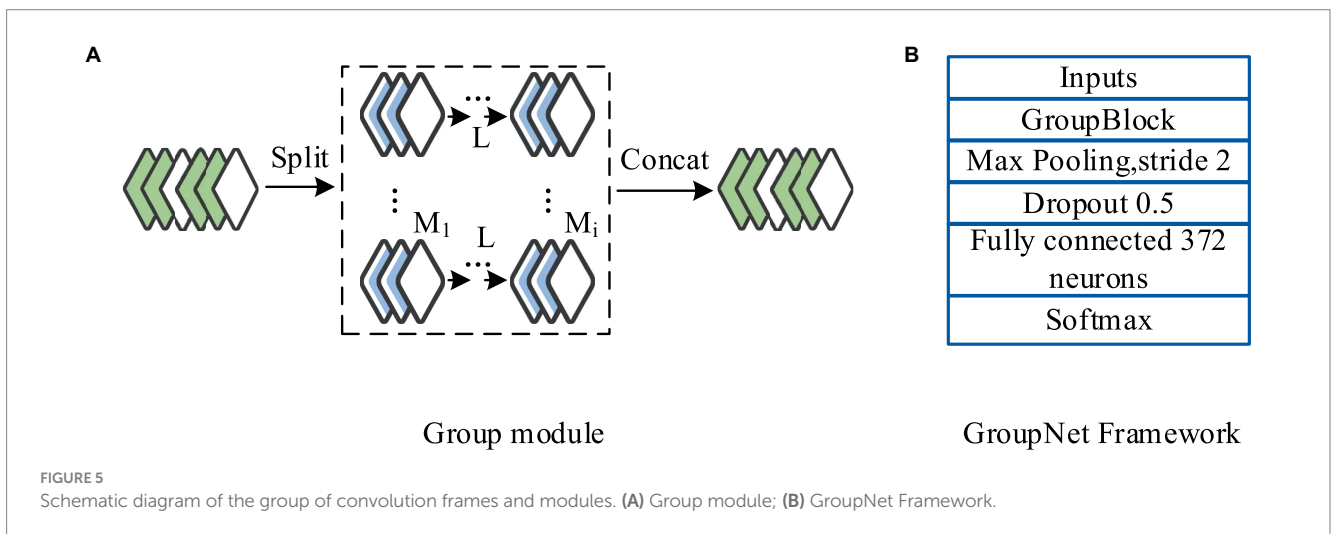 A
Split
...
L
⋮
⋮
M1
L
...
Mi
Concat
Group module
B
Inputs
GroupBlock
Max Pooling,stride 2
Dropout 0.5
Fully connected 372
neurons
Softmax
GroupNet Framework
FIGURE 5
Schematic diagram of the group of convolution frames and modules. (A) Group module; (B) GroupNet Framework.